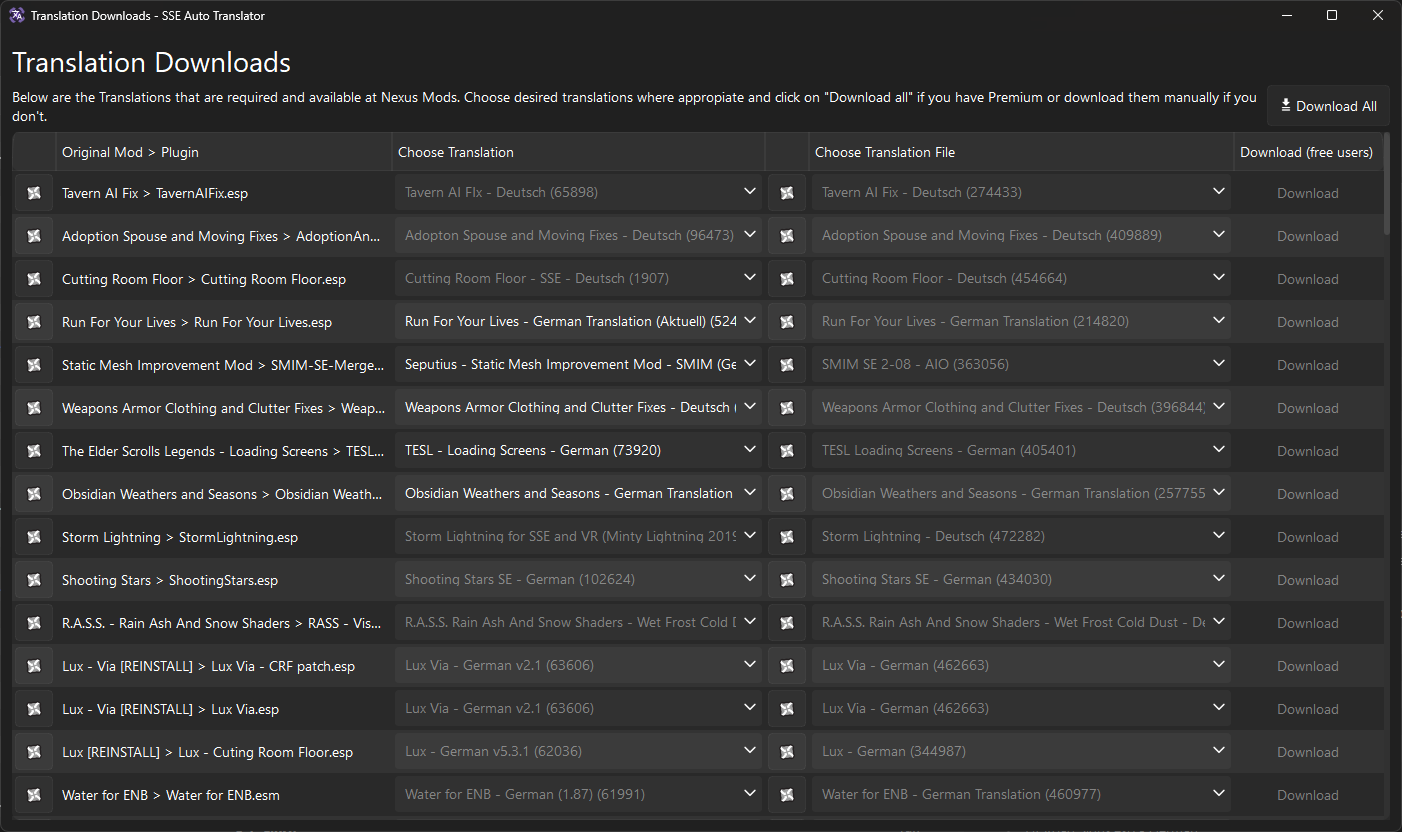 Translation Downloads - SSE Auto Translator
Translation Downloads
Below are the Translations that are required and available at Nexus Mods. Choose desired translations where appropiate and click on "Download all" if you have Premium or download them manually if you
don't.
Download All
Original Mod > Plugin Choose Translation Choose Translation File Download (free users)
Tavern AI Fix > TavernAIFix.esp Tavern AI FIx - Deutsch (65898) Tavern AI Fix - Deutsch (274433) Download
Adoption Spouse and Moving Fixes > AdoptionAn... Adopton Spouse and Moving Fixes - Deutsch (96473) Adoption Spouse and Moving Fixes - Deutsch (409889) Download
Cutting Room Floor > Cutting Room Floor.esp Cutting Room Floor - SSE - Deutsch (1907) Cutting Room Floor - Deutsch (454664) Download
Run For Your Lives > Run For Your Lives.esp Run For Your Lives - German Translation (Aktuell) (524 Run For Your Lives - German Translation (214820) Download
Static Mesh Improvement Mod > SMIM-SE-Merge... Seputius - Static Mesh Improvement Mod - SMIM (Ge SMIM SE 2-08 - AIO (363056) Download
Weapons Armor Clothing and Clutter Fixes > Weap... Weapons Armor Clothing and Clutter Fixes - Deutsch ( Weapons Armor Clothing and Clutter Fixes - Deutsch (396844) Download
The Elder Scrolls Legends - Loading Screens > TESL... TESL - Loading Screens - German (73920) TESL Loading Screens - German (405401) Download
Obsidian Weathers and Seasons > Obsidian Weath... Obsidian Weathers and Seasons - German Translation Obsidian Weathers and Seasons - German Translation (257755 Download
Storm Lightning > StormLightning.esp Storm Lightning for SSE and VR (Minty Lightning 2019 Storm Lightning - Deutsch (472282) Download
Shooting Stars > ShootingStars.esp Shooting Stars SE - German (102624) Shooting Stars SE - German (434030) Download
R.A.S.S. - Rain Ash And Snow Shaders > RASS - Vis... R.A.S.S. Rain Ash And Snow Shaders - Wet Frost Cold D R.A.S.S. Rain Ash And Snow Shaders - Wet Frost Cold Dust - De Download
Lux - Via [REINSTALL] > Lux Via - CRF patch.esp Lux Via - German v2.1 (63606) Lux Via - German (462663) Download
Lux - Via [REINSTALL] > Lux Via.esp Lux Via - German v2.1 (63606) Lux Via - German (462663) Download
Lux [REINSTALL] > Lux - Cuting Room Floor.esp Lux - German v5.3.1 (62036) Lux - German (344987) Download
Water for ENB > Water for ENB.esm Water for ENB - German (1.87) (61991) Water for ENB - German Translation (460977) Download